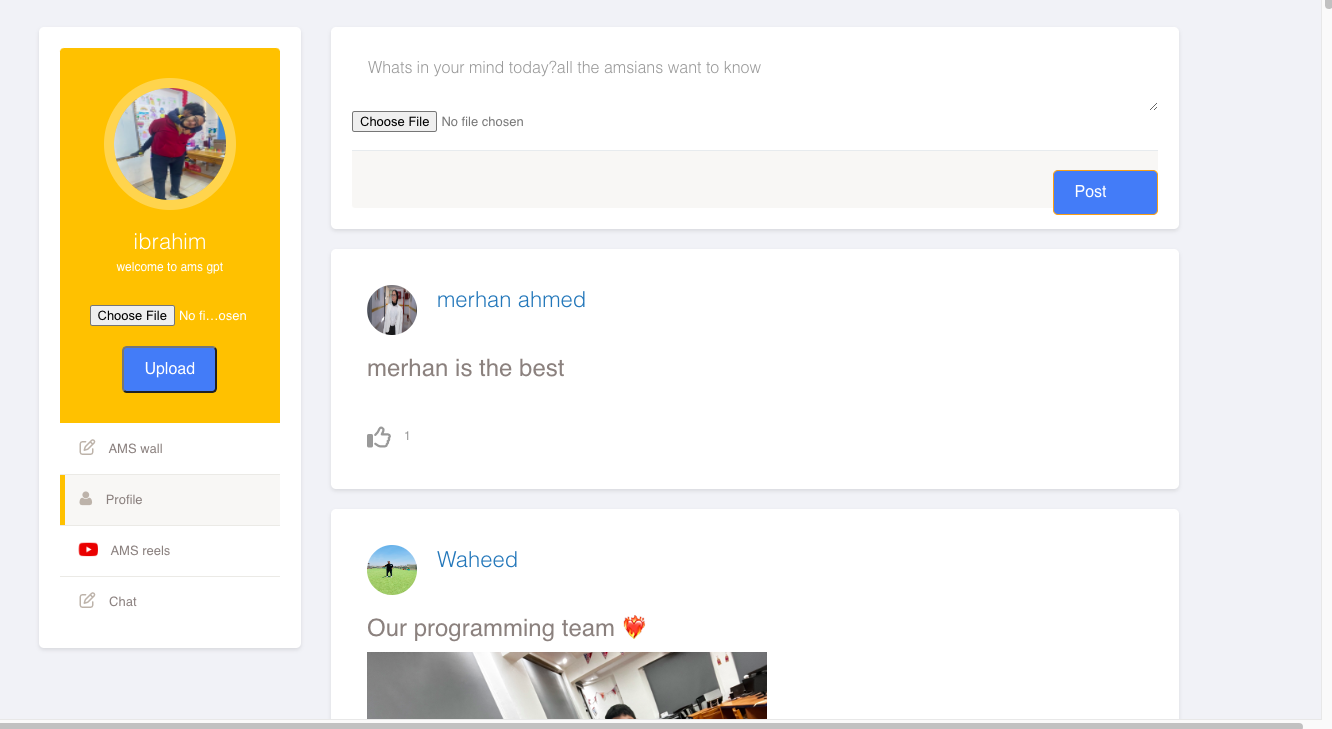 ibrahim
welcome to ams gpt
Choose File No fi...osen
Upload
AMS wall
Profile
AMS reels
Chat
Whats in your mind today?all the amsians want to know
Choose File No file chosen
Post
merhan ahmed
merhan is the best
1
Waheed
Our programming team ❤️‍🔥